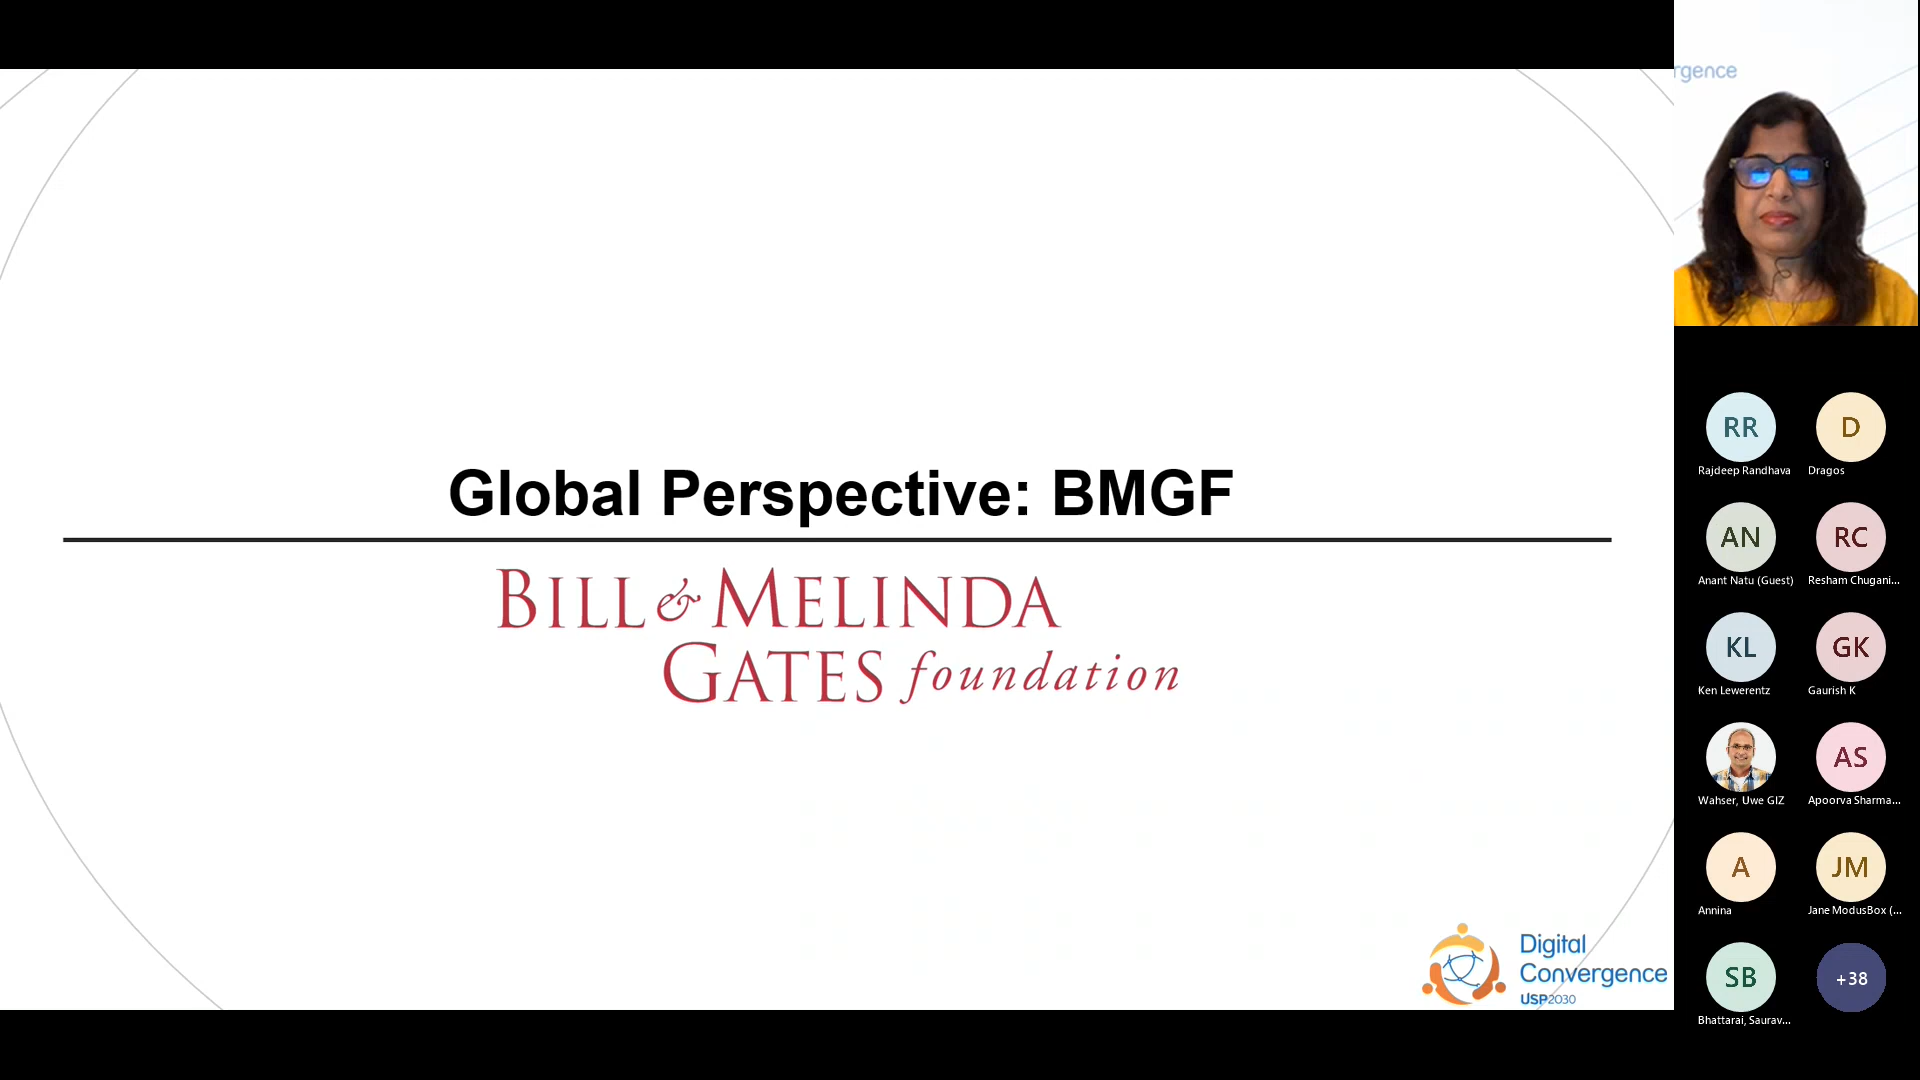 Global Perspective: BMGF
BILL & MELINDA
GATES foundation
Digital
Convergence
USP2030
rgence
RR
Rajdeep Randhava
D
Dragos
AN
Anant Natu (Guest)
RC
Resham Chugani...
KL
Ken Lewerentz
GK
Gaurish K
Wahser, Uwe GIZ
AS
Apoorva Sharma...
A
Annina
JM
Jane ModusBox (...
SB
Bhattarai, Saurav...
+38